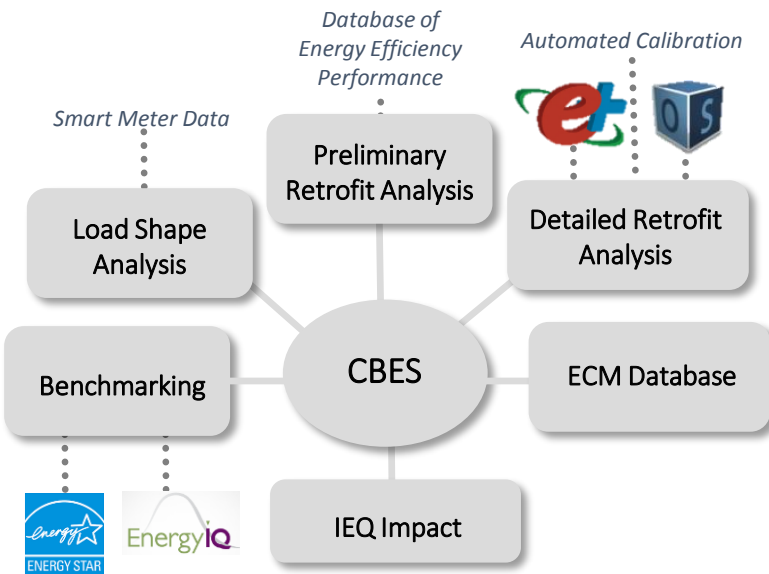 Database of
Energy Efficiency
Performance
Automated Calibration
Smart Meter Data
e+
OS
Preliminary
Retrofit Analysis
Load Shape
Analysis
Detailed Retrofit
Analysis
CBES
Benchmarking
ECM Database
IEQ Impact
energy
ENERGY STAR
EnergyIQ